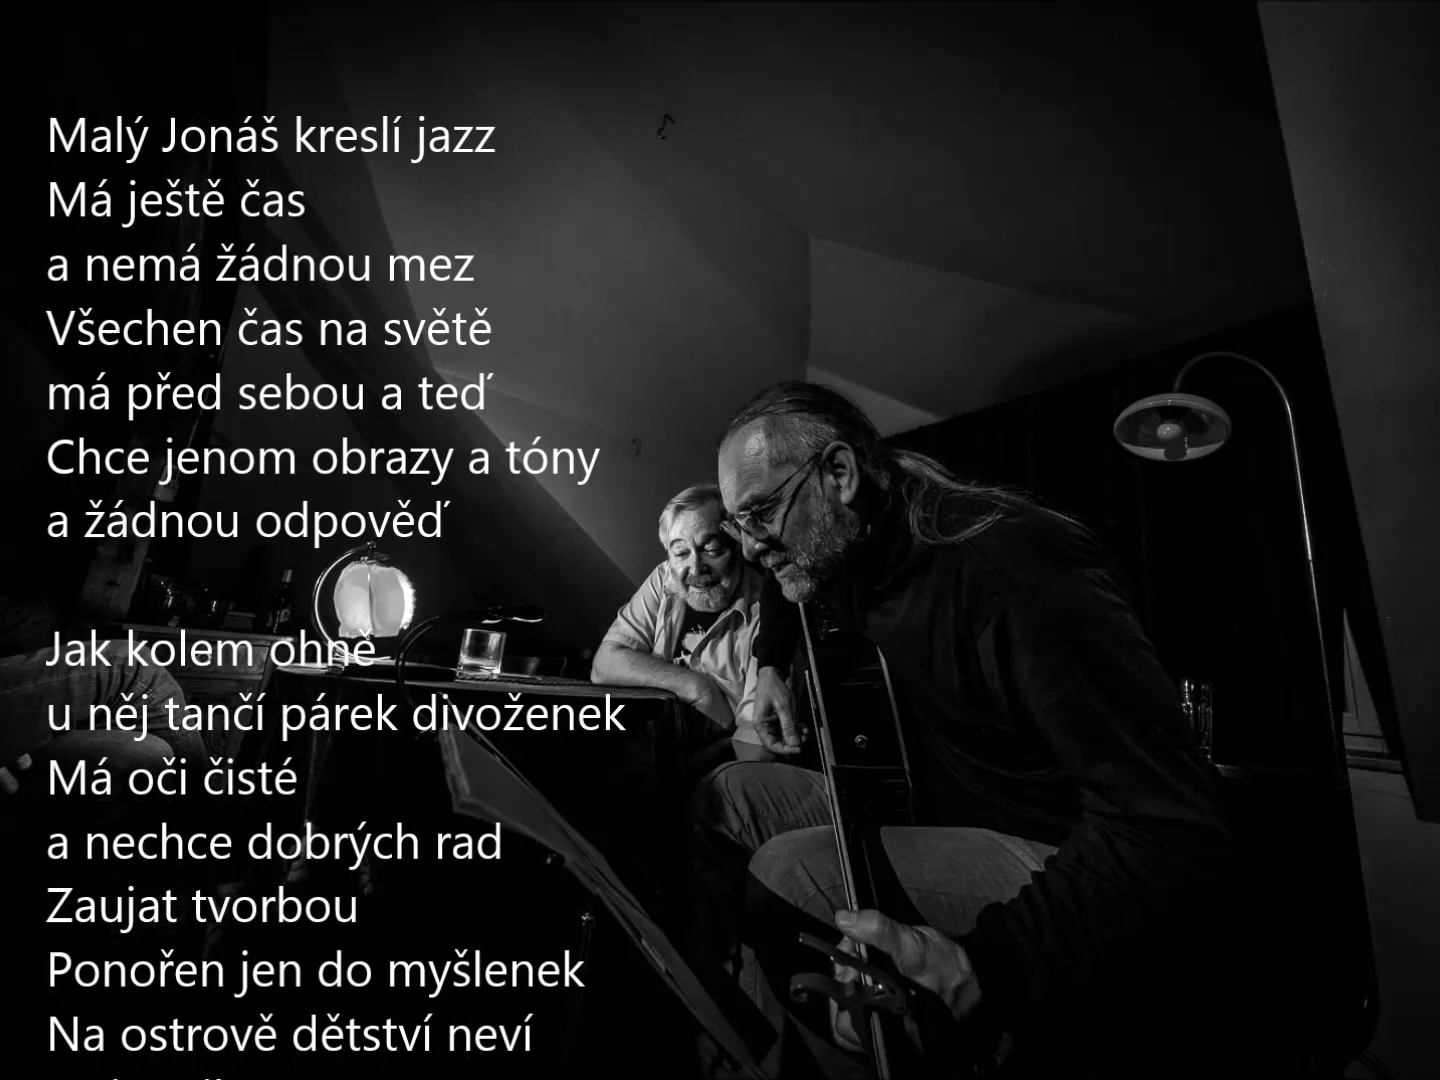 Malý Jonáš kreslí jazz
Má ještě čas
a nemá žádnou mez
Všechen čas na světě
má před sebou a teď
Chce jenom obrazy a tóny
a žádnou odpověď
Jak kolem ohně
u něj tančí párek divoženek
Má oči čisté
a nechce dobrých rad
Zaujat tvorbou
Ponořen jen do myšlenek
Na ostrově dětství neví